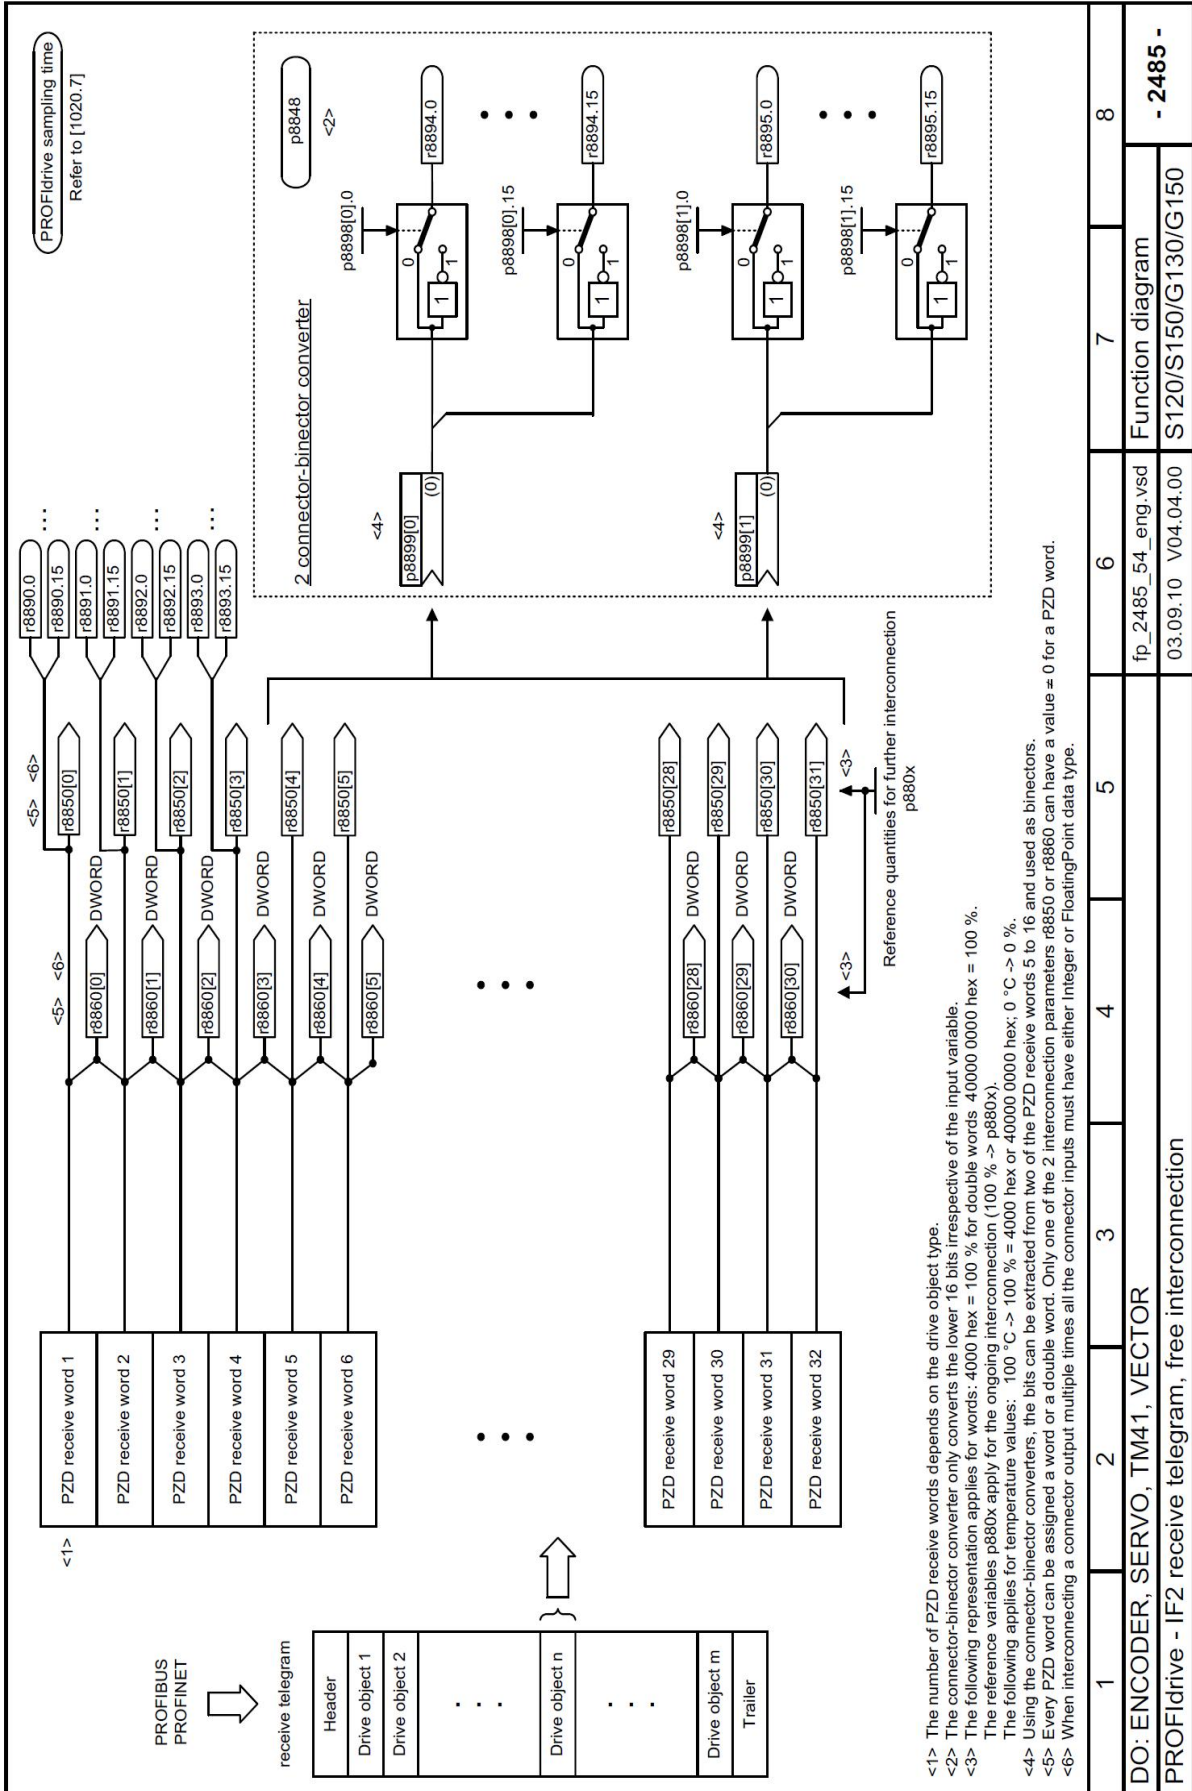 PROFIdrive sampling time
Refer to [1020.7]
PROFIBUS
PROFINET
receive telegram
Header
Drive object 1
Drive object 2
. . .
Drive object n
. . .
Drive object m
Trailer
<1>
PZD receive word 1
PZD receive word 2
PZD receive word 3
PZD receive word 4
PZD receive word 5
PZD receive word 6
PZD receive word 29
PZD receive word 30
PZD receive word 31
PZD receive word 32
<5> <6>
r8860[0]
DWORD
r8860[1]
DWORD
r8860[2]
DWORD
r8860[3]
DWORD
r8860[4]
DWORD
r8860[5]
DWORD
r8860[28]
DWORD
r8860[29]
DWORD
r8860[30]
DWORD
<3>
<5> <6>
r8850[0]
r8850[1]
r8850[2]
r8850[3]
r8850[4]
r8850[5]
r8850[28]
r8850[29]
r8850[30]
r8850[31]
<3>
Reference quantities for further interconnection
p880x
r8890.0
...
r8890.15
r8891.0
...
r8891.15
r8892.0
...
r8892.15
r8893.0
...
r8893.15
2 connector-binector converter
p8848
<2>
<4>
p8899[0]
(0)
p8898[0].0
0
1
1
r8894.0
p8898[0].15
0
1
1
r8894.15
<4>
p8899[1]
(0)
p8898[1].0
0
1
1
r8895.0
p8898[1].15
0
1
1
r8895.15
<1> The number of PZD receive words depends on the drive object type.
<2> The connector-binector converter only converts the lower 16 bits irrespective of the input variable.
<3> The following representation applies for words: 4000 hex = 100 % for double words 40000 0000 hex = 100 %.
The reference variables p880x apply for the ongoing interconnection (100 % -> p880x).
The following applies for temperature values: 100 °C -> 100 % = 4000 hex or 40000 0000 hex; 0 °C -> 0 %.
<4> Using the connector-binector converters, the bits can be extracted from two of the PZD receive words 5 to 16 and used as binectors.
<5> Every PZD word can be assigned a word or a double word. Only one of the 2 interconnection parameters r8850 or r8860 can have a value ≠ 0 for a PZD word.
<6> When interconnecting a connector output multiple times all the connector inputs must have either Integer or FloatingPoint data type.
1 2 3 4 5 6 7 8
DO: ENCODER, SERVO, TM41, VECTOR
fp_2485_54_eng.vsd
Function diagram
- 2485 -
PROFIdrive - IF2 receive telegram, free interconnection
03.09.10 V04.04.00
S120/S150/G130/G150